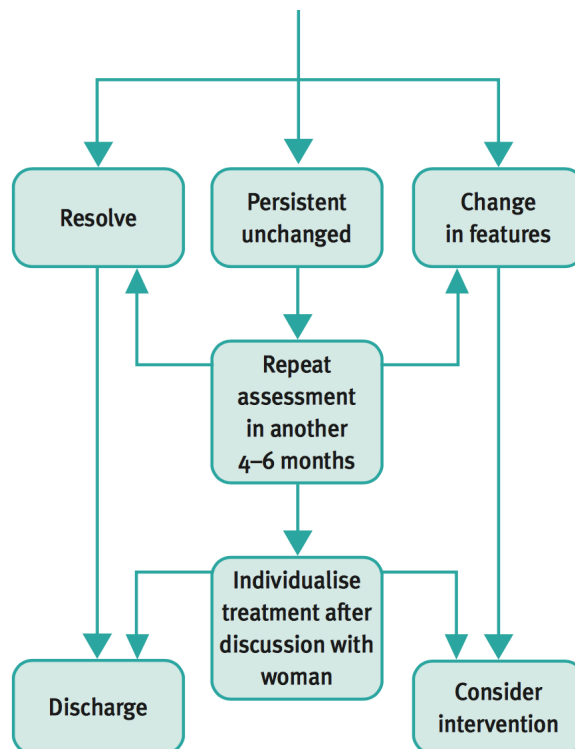 Resolve
Persistent
unchanged
Change
in features
Repeat
assessment
in another
4–6 months
Individualise
treatment after
discussion with
woman
Discharge
Consider
intervention